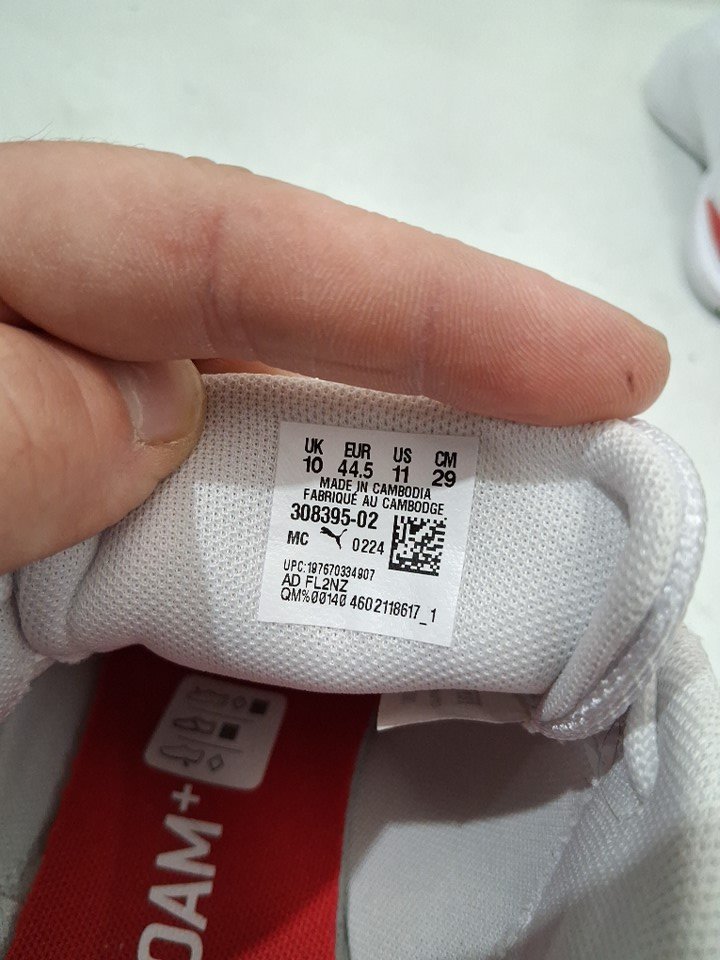 UK EUR US CM
10 44.5 11 29
MADE IN CAMBODIA
FABRIQUÉ AU CAMBODGE
308395-02
MC 0224
UPC:197670334907
AD FL2NZ
QM%00140 4602118617_1
OAM+